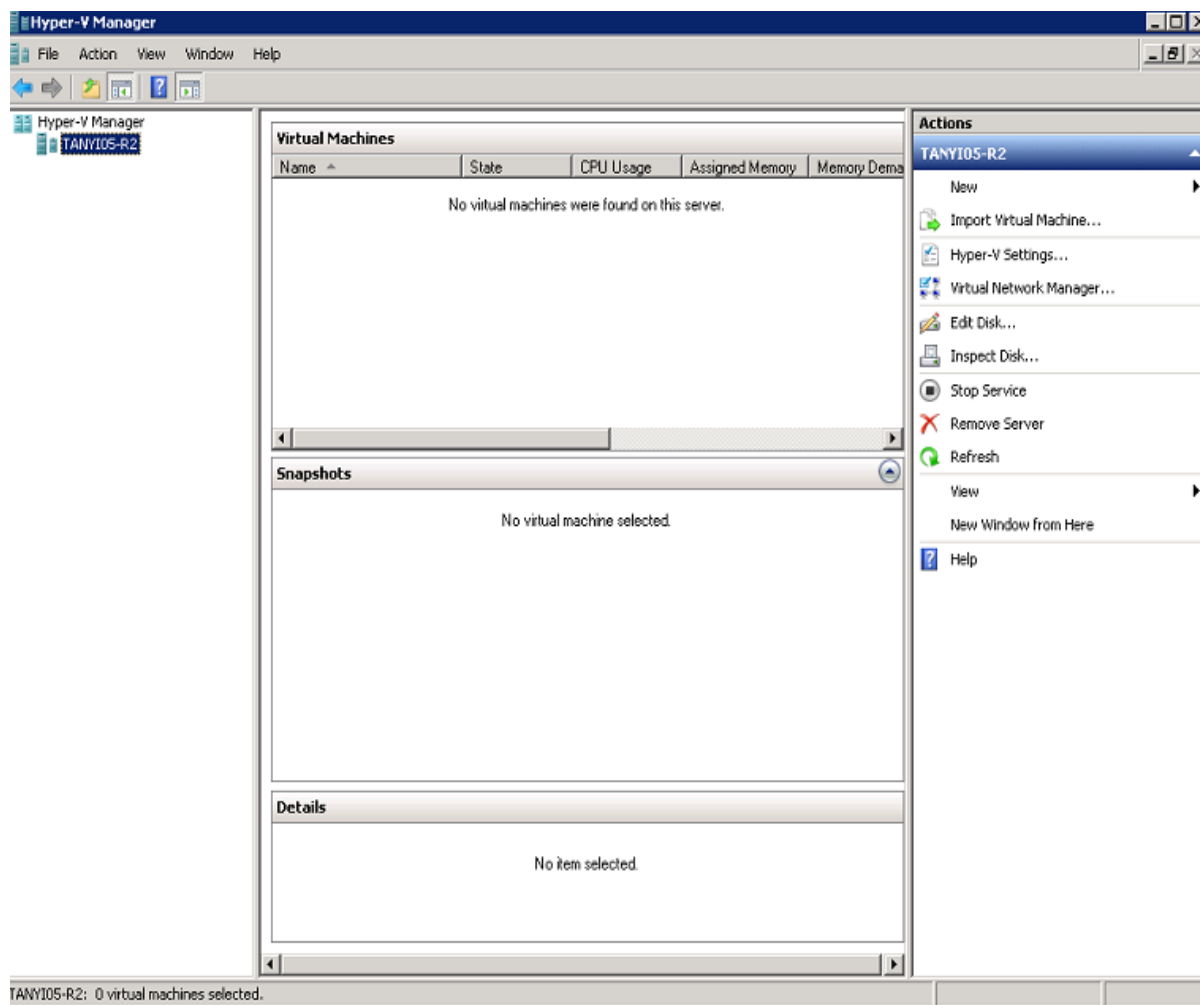 Hyper-V Manager
File Action View Window Help
Hyper-V Manager
TANYI05-R2
Virtual Machines
Name State CPU Usage Assigned Memory Memory Dema
No virtual machines were found on this server.
Snapshots
No virtual machine selected.
Details
No item selected.
Actions
TANYI05-R2
New
Import Virtual Machine...
Hyper-V Settings...
Virtual Network Manager...
Edit Disk...
Inspect Disk...
Stop Service
Remove Server
Refresh
View
New Window from Here
Help
TANYI05-R2: 0 virtual machines selected.